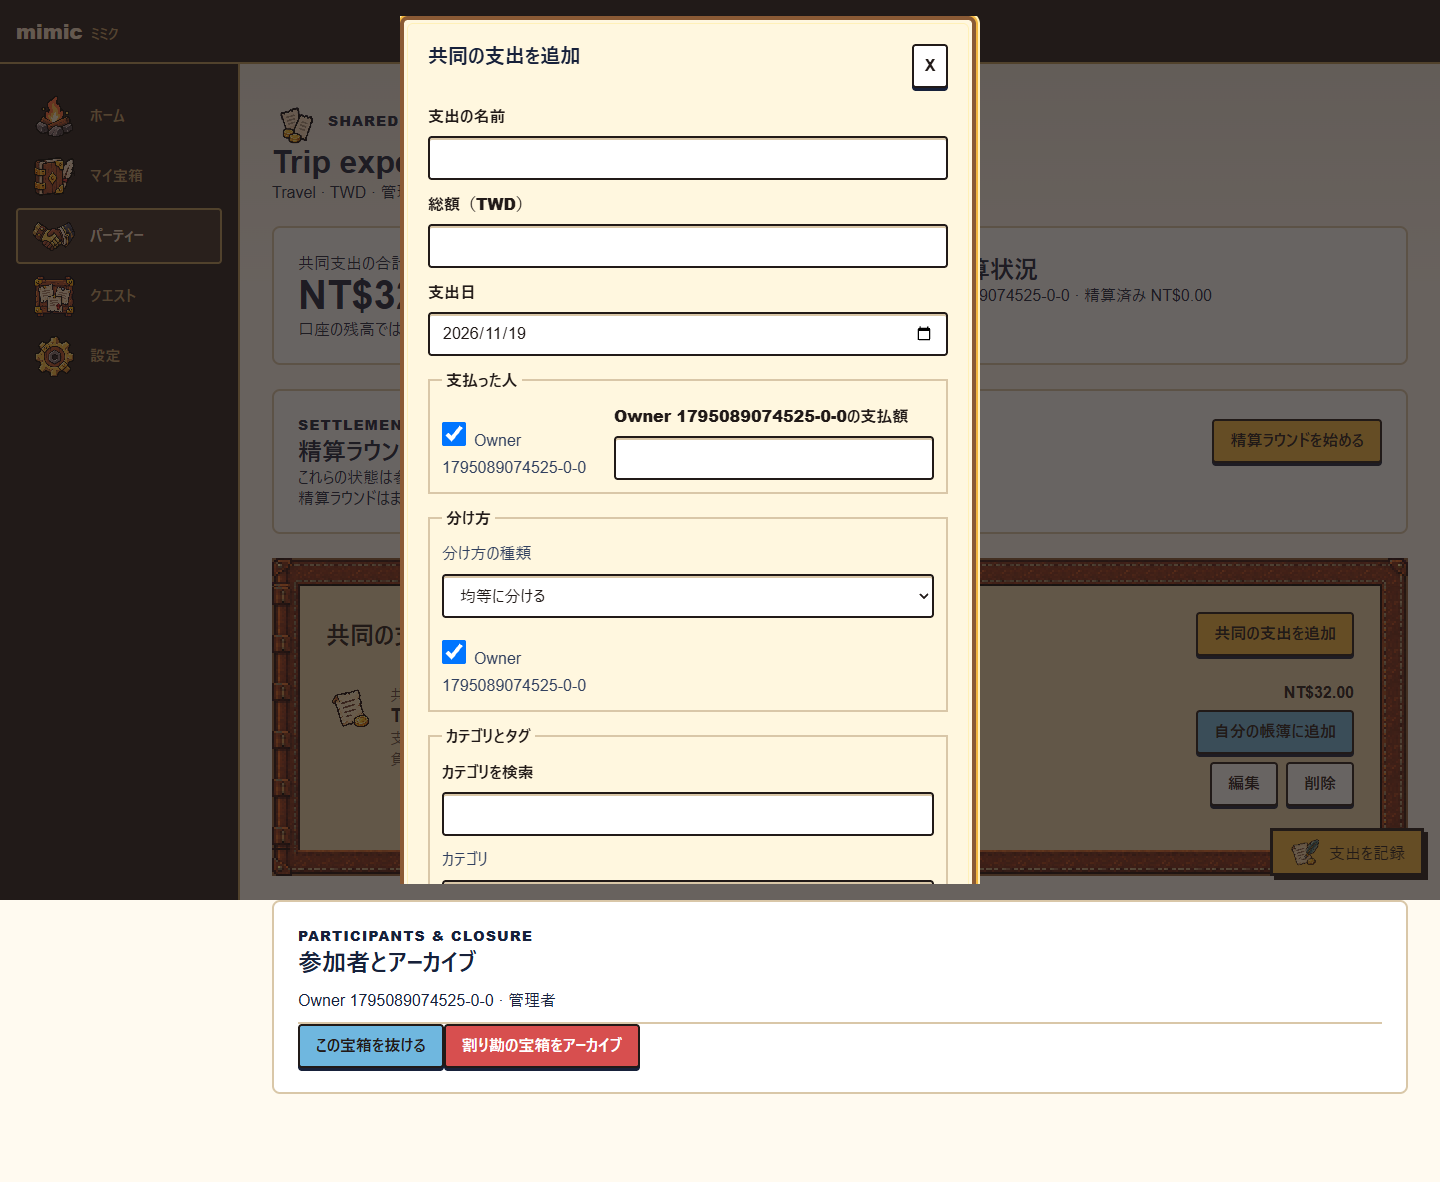 mimic ミミク
ホーム
マイ宝箱
パーティー
クエスト
設定
SHARED
Trip expe
Travel · TWD · 管
共同支出の合計
NT$32
口座の残高では
算状況
9074525-0-0 · 精算済み NT$0.00
SETTLEMEN
精算ラウン
これらの状態は参
精算ラウンドはま
精算ラウンドを始める
共同の支
共同の支出を追加
NT$32.00
自分の帳簿に追加
編集
削除
支出を記録
共同の支出を追加
X
支出の名前
総額（TWD）
支出日
2026/11/19
支払った人
Owner
1795089074525-0-0
Owner 1795089074525-0-0の支払額
分け方
分け方の種類
均等に分ける
Owner
1795089074525-0-0
カテゴリとタグ
カテゴリを検索
カテゴリ
PARTICIPANTS & CLOSURE
参加者とアーカイブ
Owner 1795089074525-0-0 · 管理者
この宝箱を抜ける
割り勘の宝箱をアーカイブ